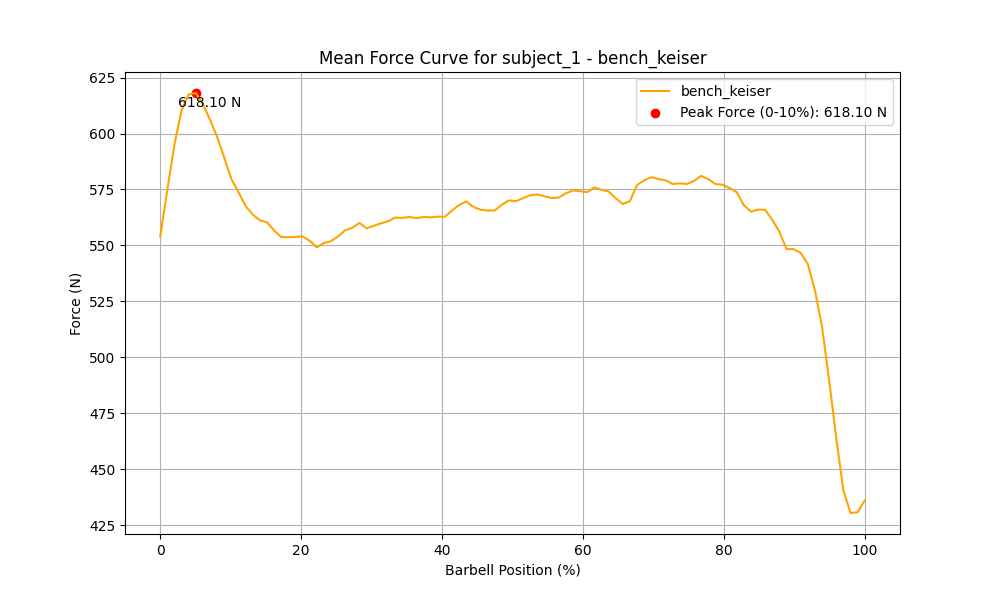 Mean Force Curve for subject_1 - bench_keiser
625
600
575
550
525
500
475
450
425
Force (N)
618.10 N
bench_keiser
Peak Force (0-10%): 618.10 N
0
20
40
60
80
100
Barbell Position (%)